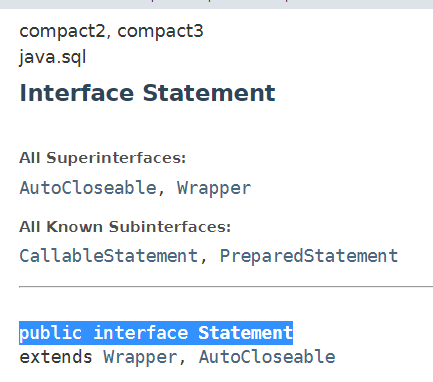 compact2, compact3
java.sql
Interface Statement
All Superinterfaces:
AutoCloseable, Wrapper
All Known Subinterfaces:
CallableStatement, PreparedStatement
public interface Statement
extends Wrapper, AutoCloseable